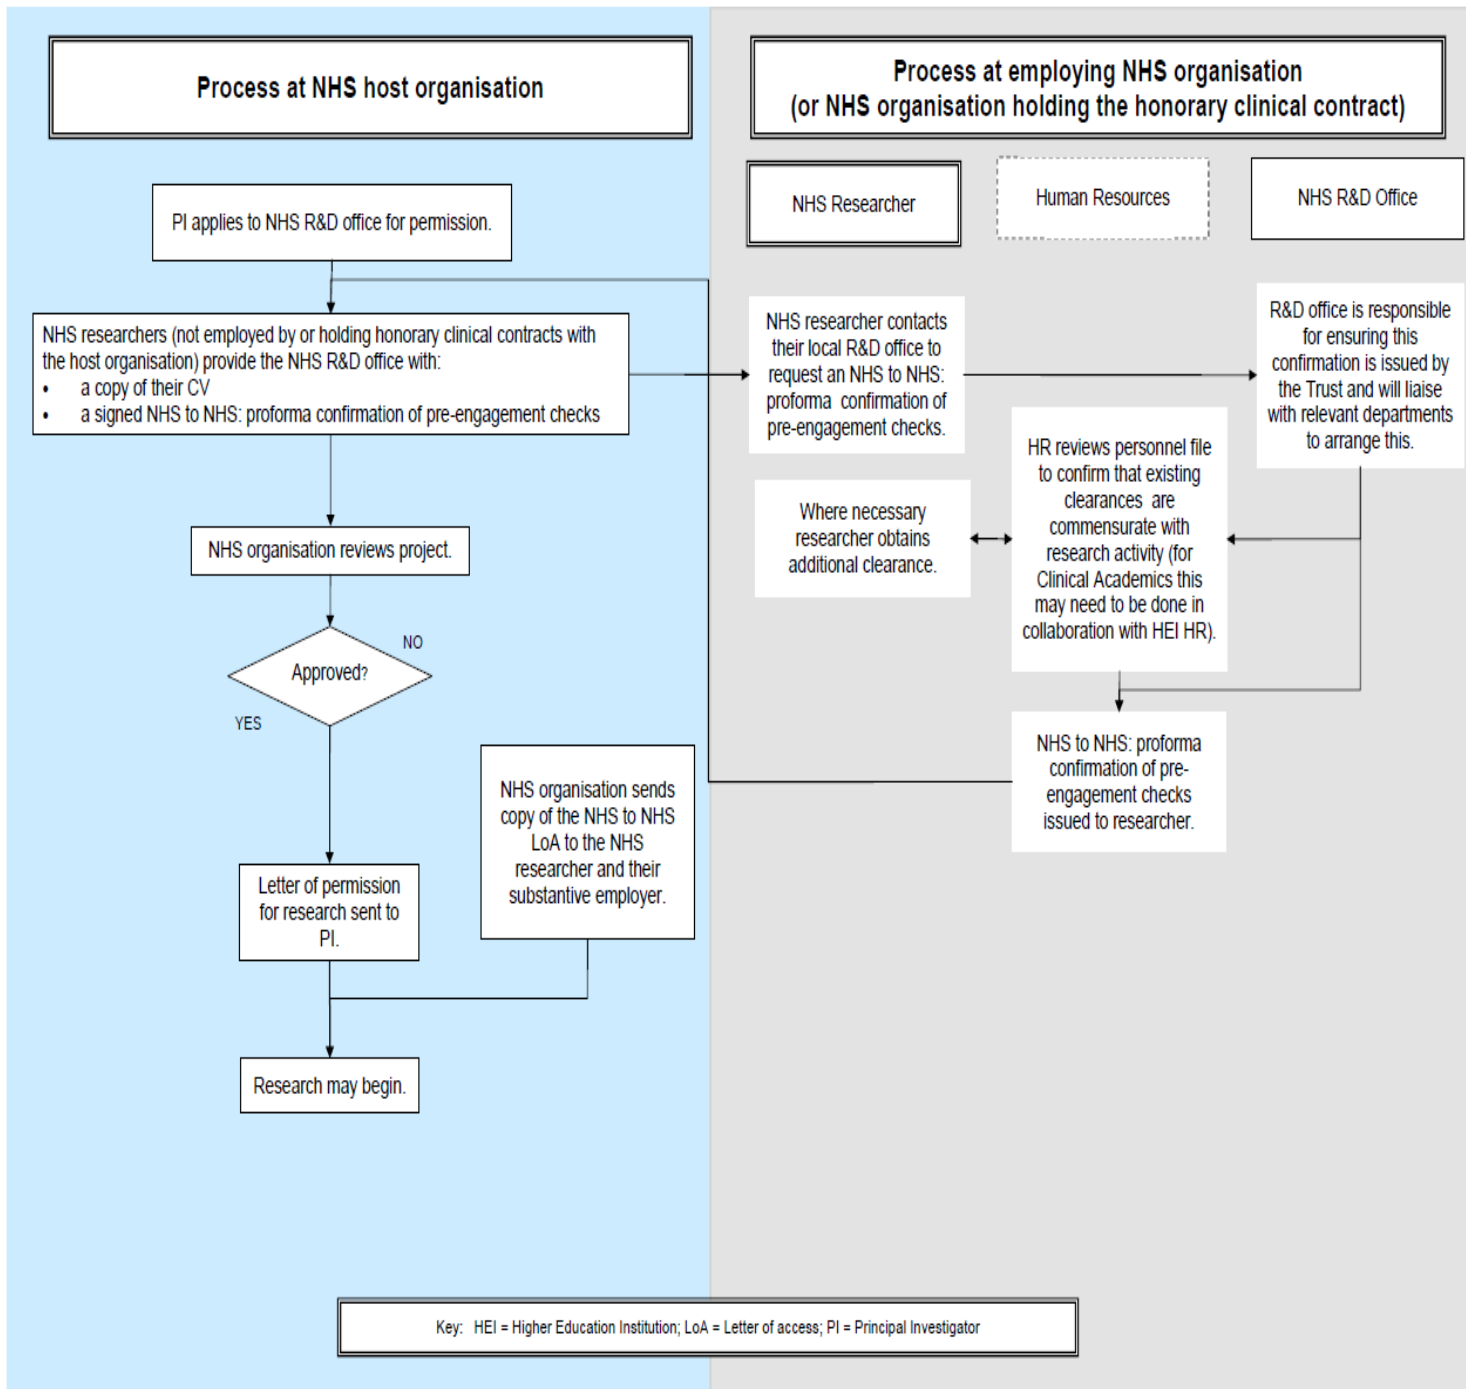 Process at NHS host organisation
PI applies to NHS R&D office for permission.
NHS researchers (not employed by or holding honorary clinical contracts with
the host organisation) provide the NHS R&D office with:
• a copy of their CV
• a signed NHS to NHS: proforma confirmation of pre-engagement checks
NHS organisation reviews project.
Approved?
NO
YES
NHS organisation sends
copy of the NHS to NHS
LoA to the NHS
researcher and their
substantive employer.
Letter of permission
for research sent to
PI.
Research may begin.
Process at employing NHS organisation
(or NHS organisation holding the honorary clinical contract)
NHS Researcher
Human Resources
NHS R&D Office
NHS researcher contacts
their local R&D office to
request an NHS to NHS:
proforma confirmation of
pre-engagement checks.
R&D office is responsible
for ensuring this
confirmation is issued by
the Trust and will liaise
with relevant departments
to arrange this.
HR reviews personnel file
to confirm that existing
clearances are
commensurate with
research activity (for
Clinical Academics this
may need to be done in
collaboration with HEI HR).
Where necessary
researcher obtains
additional clearance.
NHS to NHS: proforma
confirmation of pre-
engagement checks
issued to researcher.
Key: HEI = Higher Education Institution; LoA = Letter of access; PI = Principal Investigator